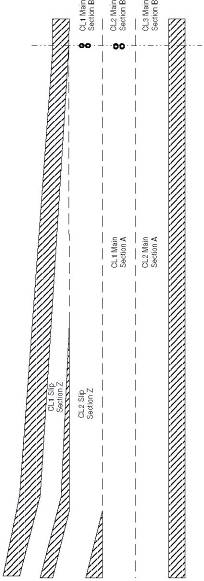 CL1 Main
Section B
CL2 Main
Section B
CL3 Main
Section B
CL1 Main
Section A
CL2 Main
Section A
CL1 Slip
Section Z
CL2 Slip
Section Z